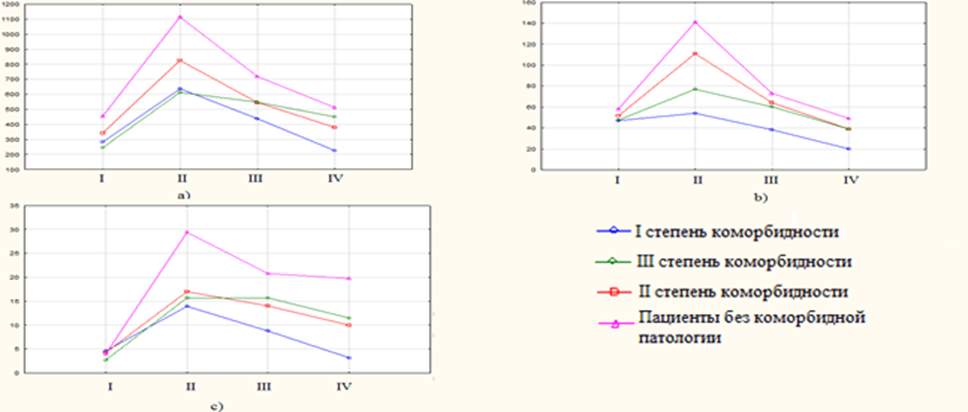 1200
1100
1000
900
800
700
600
500
400
300
200
100
I II III IV
a)
160
140
120
100
80
60
40
20
0
I II III IV
b)
35
30
25
20
15
10
5
0
I II III IV
c)
I степень коморбидности
III степень коморбидности
II степень коморбидности
Пациенты без коморбидной
патологии